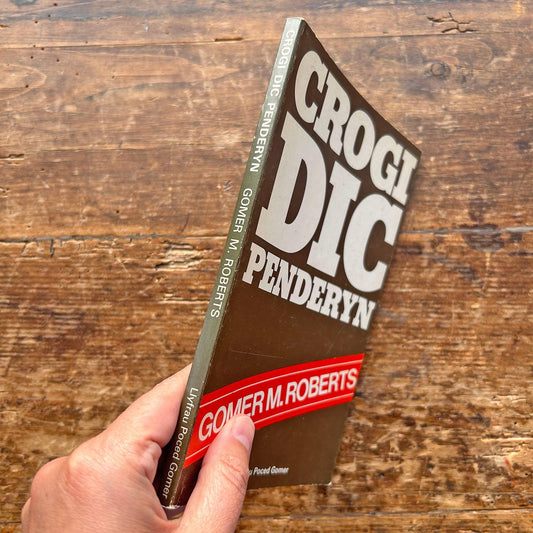 CROGI DIC PENDERYN GOMER M. ROBERTS Llyfrau Poced Gomer
CROGI
DIC
PENDERYN
GOMER M. ROBERTS
Poced Gomer